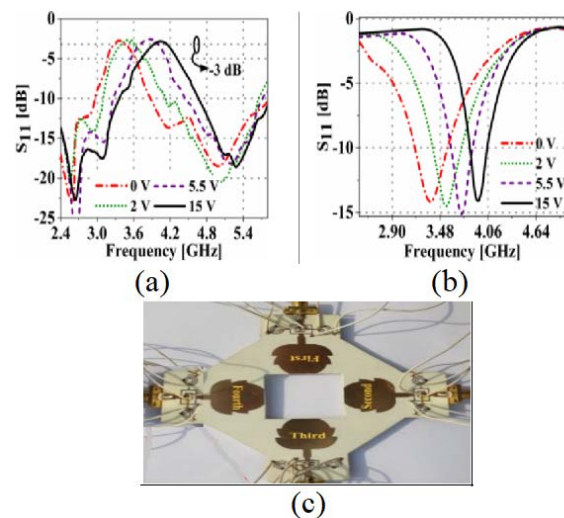 S11 [dB]
0
-5
-10
-15
-20
-25
-3 dB
0 V
5.5 V
2 V
15 V
2.4 3.0 3.6 4.2 4.8 5.4
Frequency [GHz]
(a)
S11 [dB]
0
-5
-10
-15
0 V
2 V
5.5 V
15 V
2.90 3.48 4.06 4.64
Frequency [GHz]
(b)
First
Fourth
Second
Third
(c)